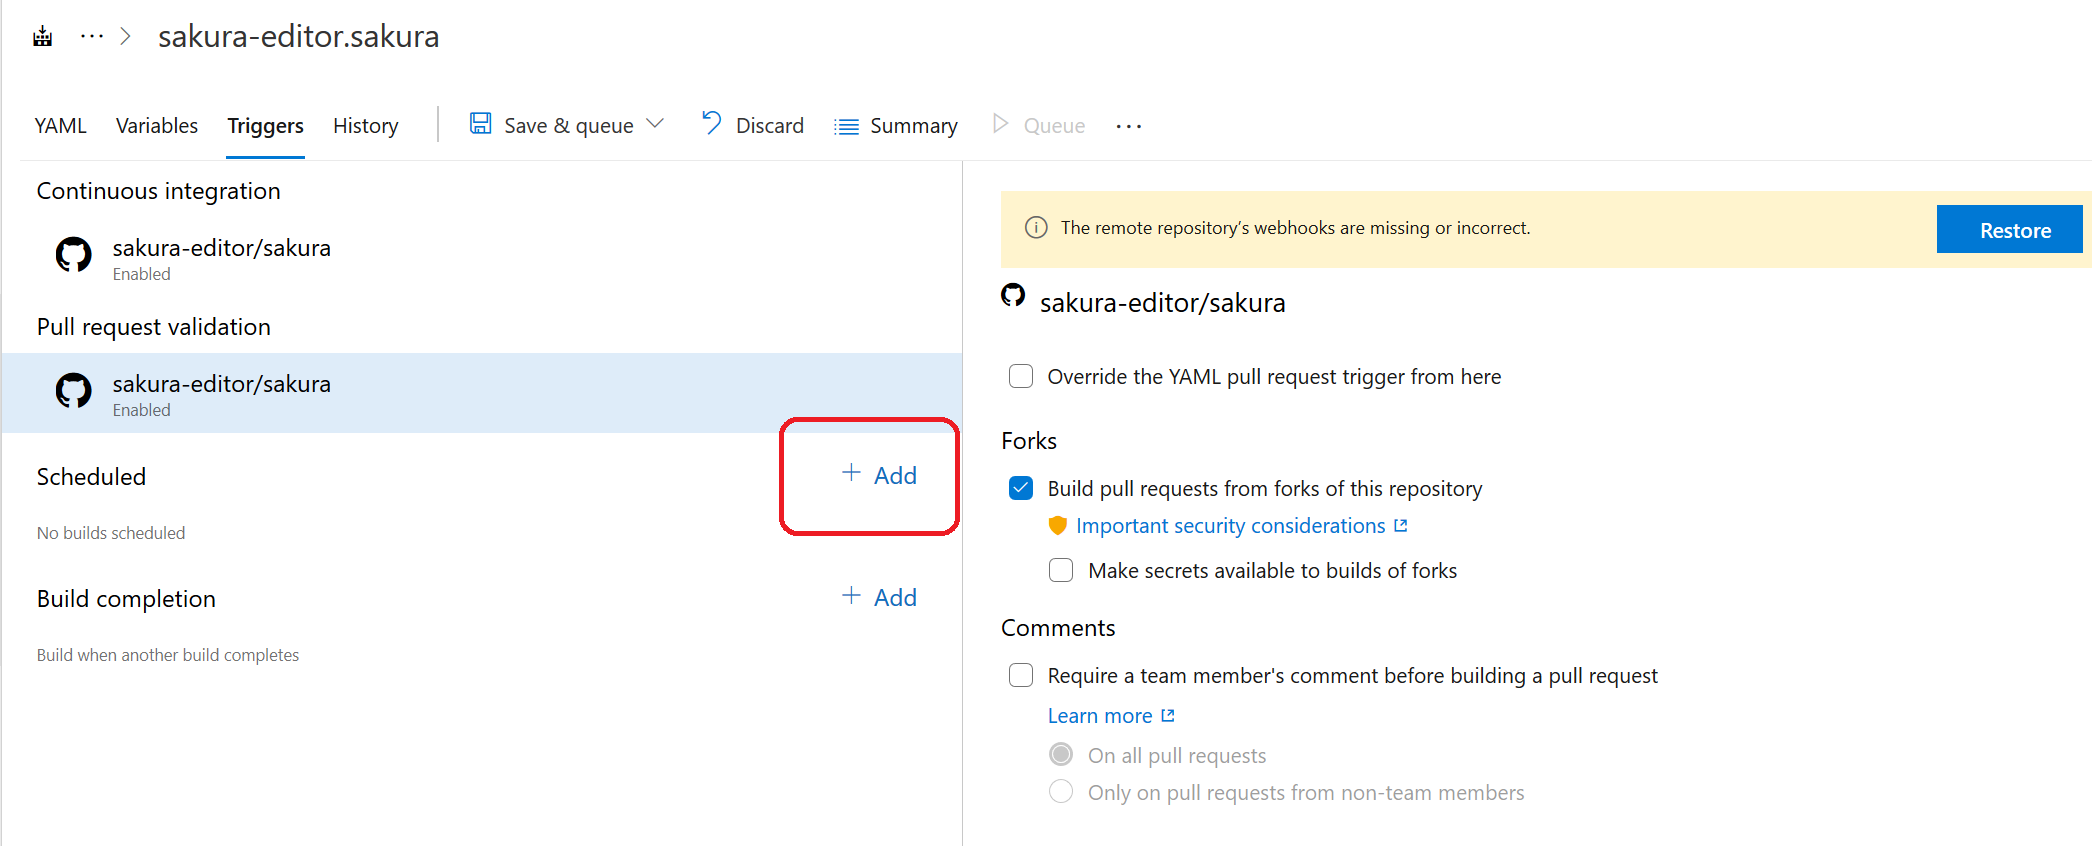 ... > sakura-editor.sakura
YAML Variables Triggers History Save & queue Discard Summary Queue ...
Continuous integration
sakura-editor/sakura
Enabled
Pull request validation
sakura-editor/sakura
Enabled
Scheduled + Add
No builds scheduled
Build completion + Add
Build when another build completes
The remote repository's webhooks are missing or incorrect. Restore
sakura-editor/sakura
Override the YAML pull request trigger from here
Forks
Build pull requests from forks of this repository
Important security considerations
Make secrets available to builds of forks
Comments
Require a team member's comment before building a pull request
Learn more
On all pull requests
Only on pull requests from non-team members